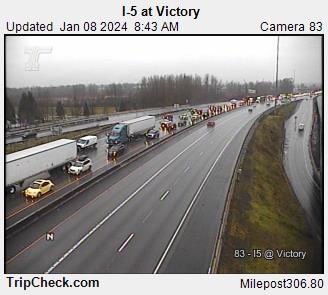 I-5 at Victory
Updated Jan 08 2024 8:43 AM Camera 83
N
83 - I5 @ Victory
TripCheck.com Milepost306.80